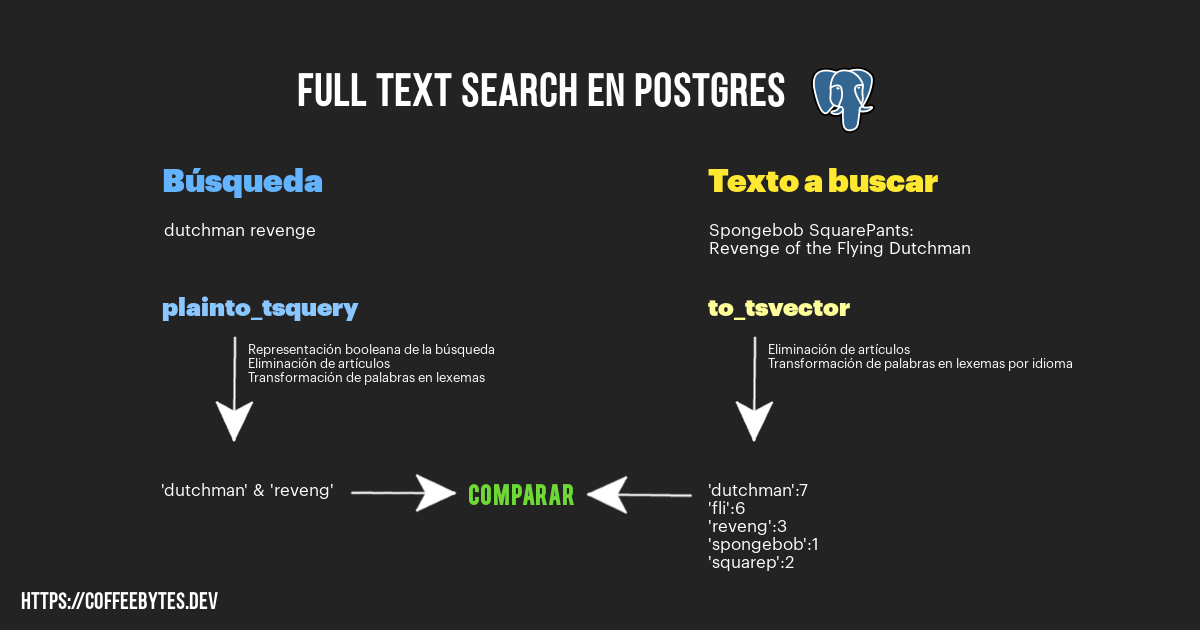 FULL TEXT SEARCH EN POSTGRES
Búsqueda
dutchman revenge
plainto_tsquery
Representación booleana de la búsqueda
Eliminación de artículos
Transformación de palabras en lexemas
'dutchman' & 'reveng'
COMPARAR
Texto a buscar
Spongebob SquarePants:
Revenge of the Flying Dutchman
to_tsvector
Eliminación de artículos
Transformación de palabras en lexemas por idioma
'dutchman':7
'fli':6
'reveng':3
'spongebob':1
'squarep':2
HTTPS://COFFEEBYTES.DEV